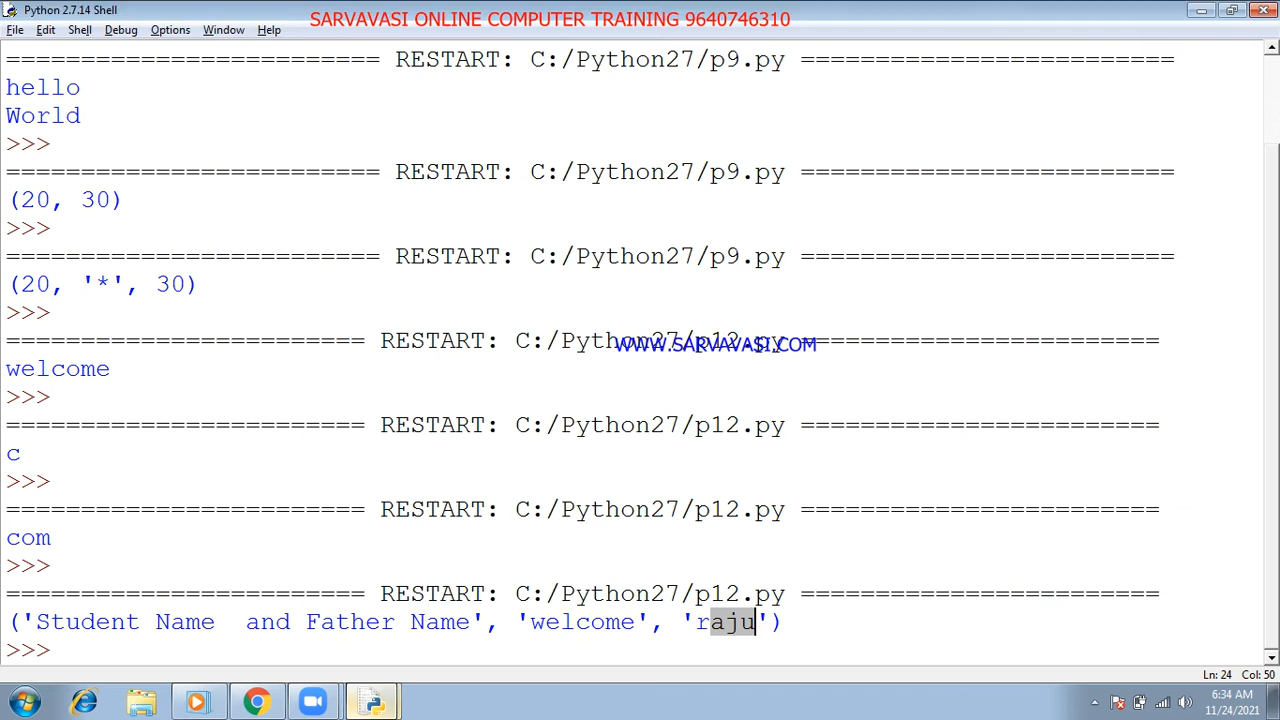 Python 2.7.14 Shell
SARVAVASI ONLINE COMPUTER TRAINING 9640746310
File Edit Shell Debug Options Window Help
========================= RESTART: C:/Python27/p9.py =========================
hello
World
>>>
========================= RESTART: C:/Python27/p9.py =========================
(20, 30)
>>>
========================= RESTART: C:/Python27/p9.py =========================
(20, '*', 30)
>>>
======================== RESTART: C:/Python27/p12.py ========================
WWW.SARVAVASI.COM
welcome
>>>
======================== RESTART: C:/Python27/p12.py ========================
c
>>>
======================== RESTART: C:/Python27/p12.py ========================
com
>>>
======================== RESTART: C:/Python27/p12.py ========================
('Student Name  and Father Name', 'welcome', 'raju')
>>>
Ln: 24 Col: 50
6:34 AM
11/24/2021